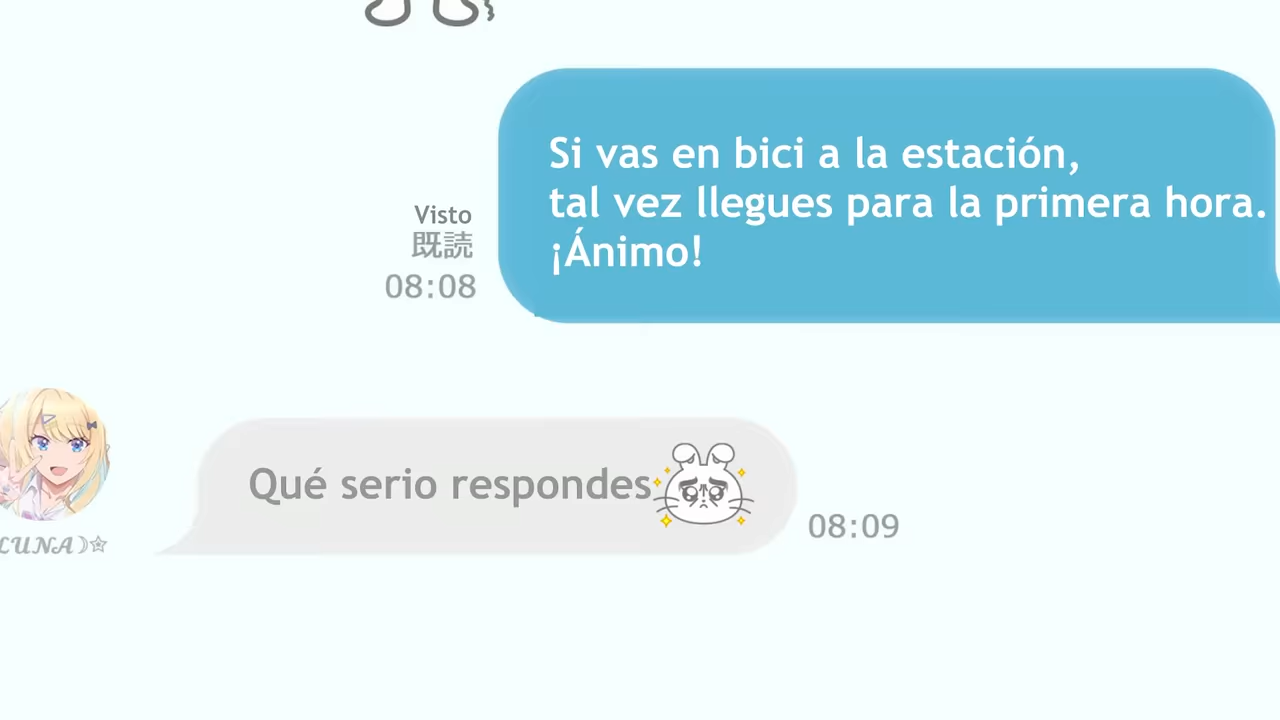 Si vas en bici a la estación,
tal vez llegues para la primera hora.
¡Ánimo!
Visto
既読
08:08
Qué serio respondes
08:09
LUNA☽☆